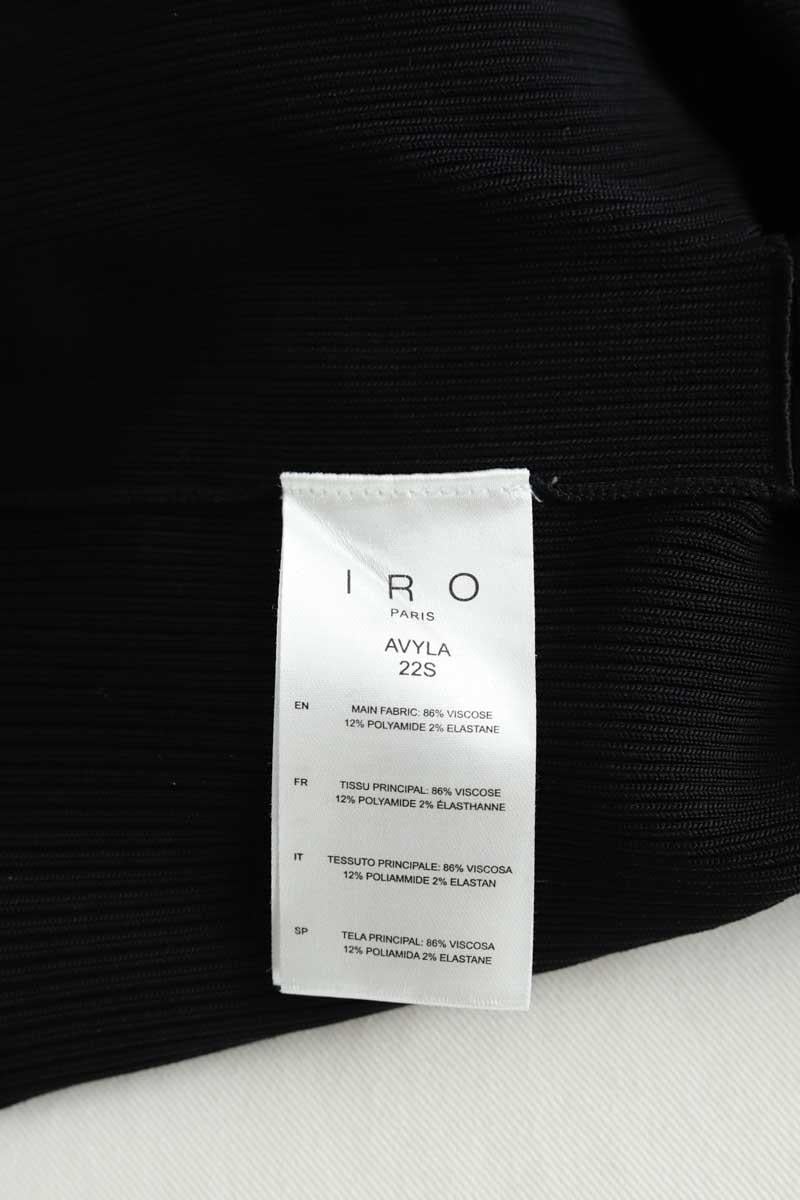 IRO
PARIS
AVYLA
22S
EN
MAIN FABRIC: 86% VISCOSE
12% POLYAMIDE 2% ELASTANE
FR
TISSU PRINCIPAL: 86% VISCOSE
12% POLYAMIDE 2% ÉLASTHANNE
IT
TESSUTO PRINCIPALE: 86% VISCOSA
12% POLIAMMIDE 2% ELASTAN
SP
TELA PRINCIPAL: 86% VISCOSA
12% POLIAMIDA 2% ELASTANE